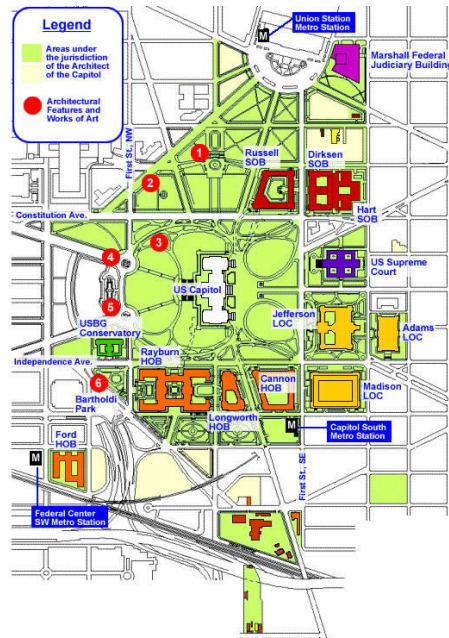 Legend
Areas under
the jurisdiction
of the Architect
of the Capitol
Architectural
Features and
Works of Art
M
Union Station
Metro Station
Marshall Federal
Judiciary Building
First St., NW
1
Russell
SOB
Dirksen
SOB
2
Hart
SOB
Constitution Ave.
3
4
US Supreme
Court
US Capitol
5
Jefferson
LOC
Adams
LOC
USBG
Conservatory
Rayburn
HOB
Independence Ave.
6
Cannon
HOB
Madison
LOC
Bartholdi
Park
Longworth
HOB
M
Capitol South
Metro Station
Ford
HOB
M
First St., SE
Federal Center
SW Metro Station